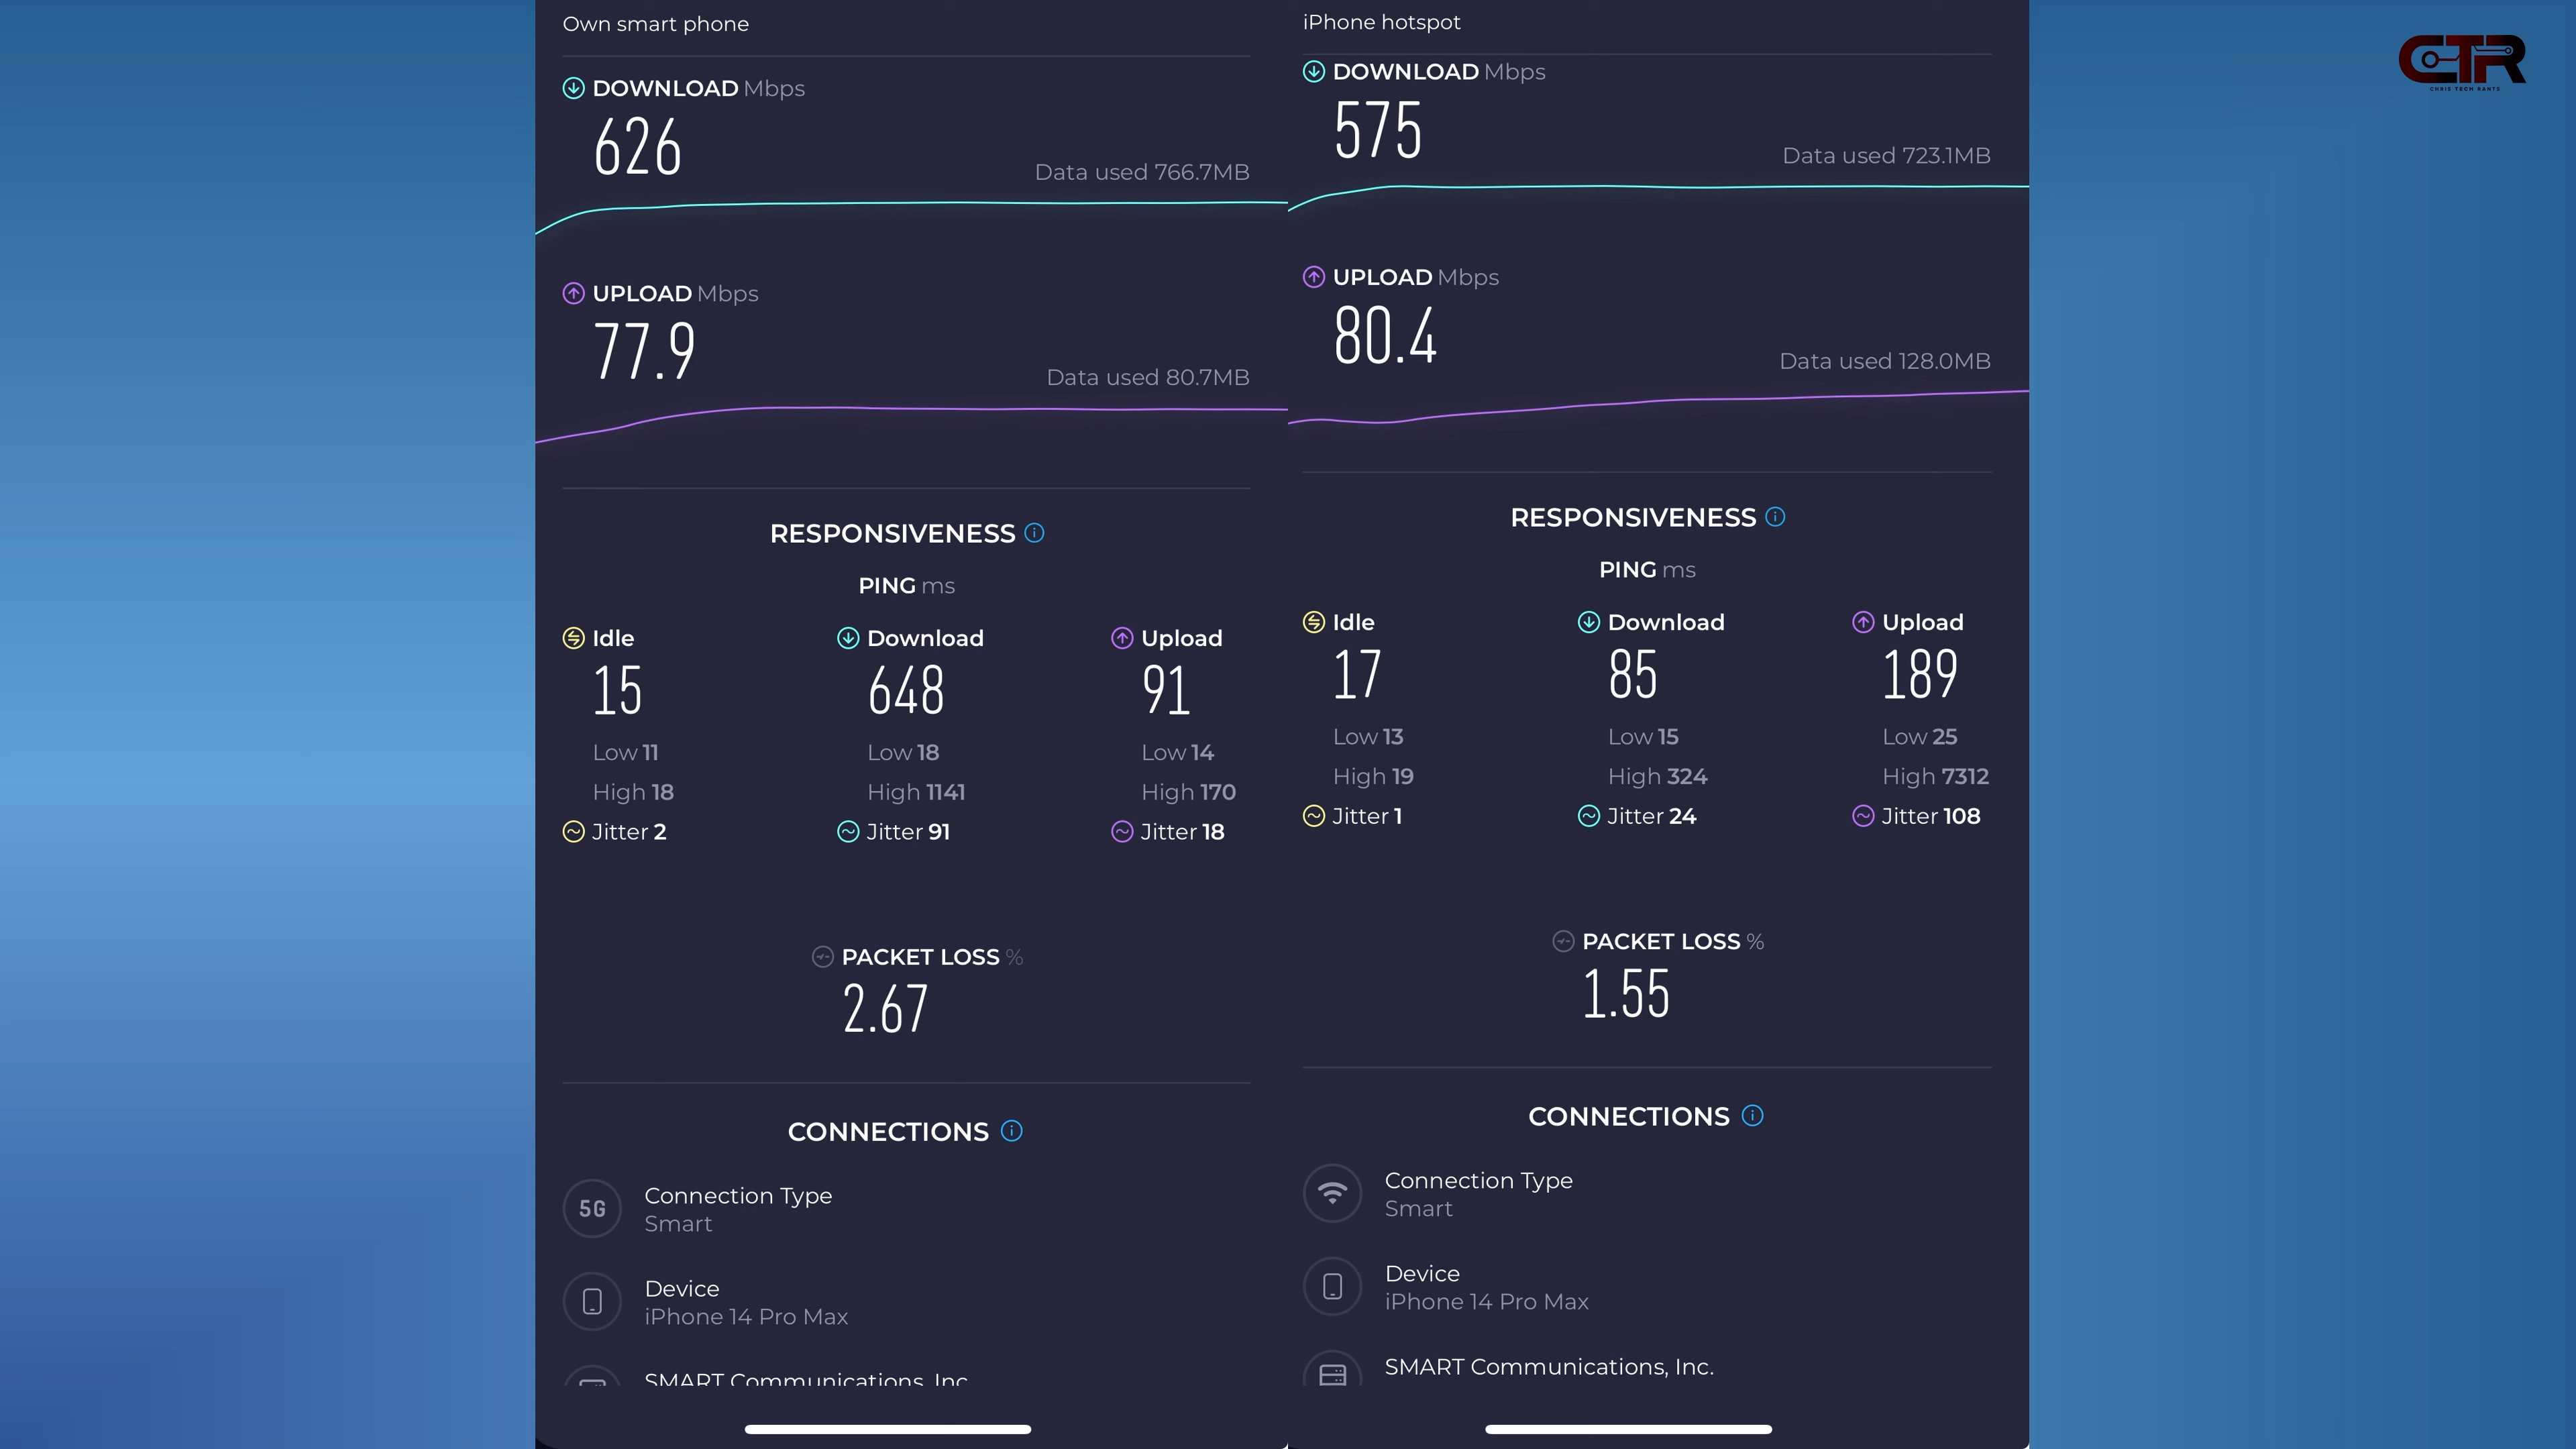 Own smart phone
DOWNLOAD Mbps
626
Data used 766.7MB
UPLOAD Mbps
77.9
Data used 80.7MB
RESPONSIVENESS
PING ms
Idle Download Upload
15 648 91
Low 11 Low 18 Low 14
High 18 High 1141 High 170
Jitter 2 Jitter 91 Jitter 18
PACKET LOSS %
2.67
CONNECTIONS
5G
Connection Type
Smart
Device
iPhone 14 Pro Max
SMART Communications, Inc
iPhone hotspot
DOWNLOAD Mbps
575
Data used 723.1MB
UPLOAD Mbps
80.4
Data used 128.0MB
RESPONSIVENESS
PING ms
Idle Download Upload
17 85 189
Low 13 Low 15 Low 25
High 19 High 324 High 7312
Jitter 1 Jitter 24 Jitter 108
PACKET LOSS %
1.55
CONNECTIONS
Connection Type
Smart
Device
iPhone 14 Pro Max
SMART Communications, Inc.
CTR
CHRIS TECH RANTS